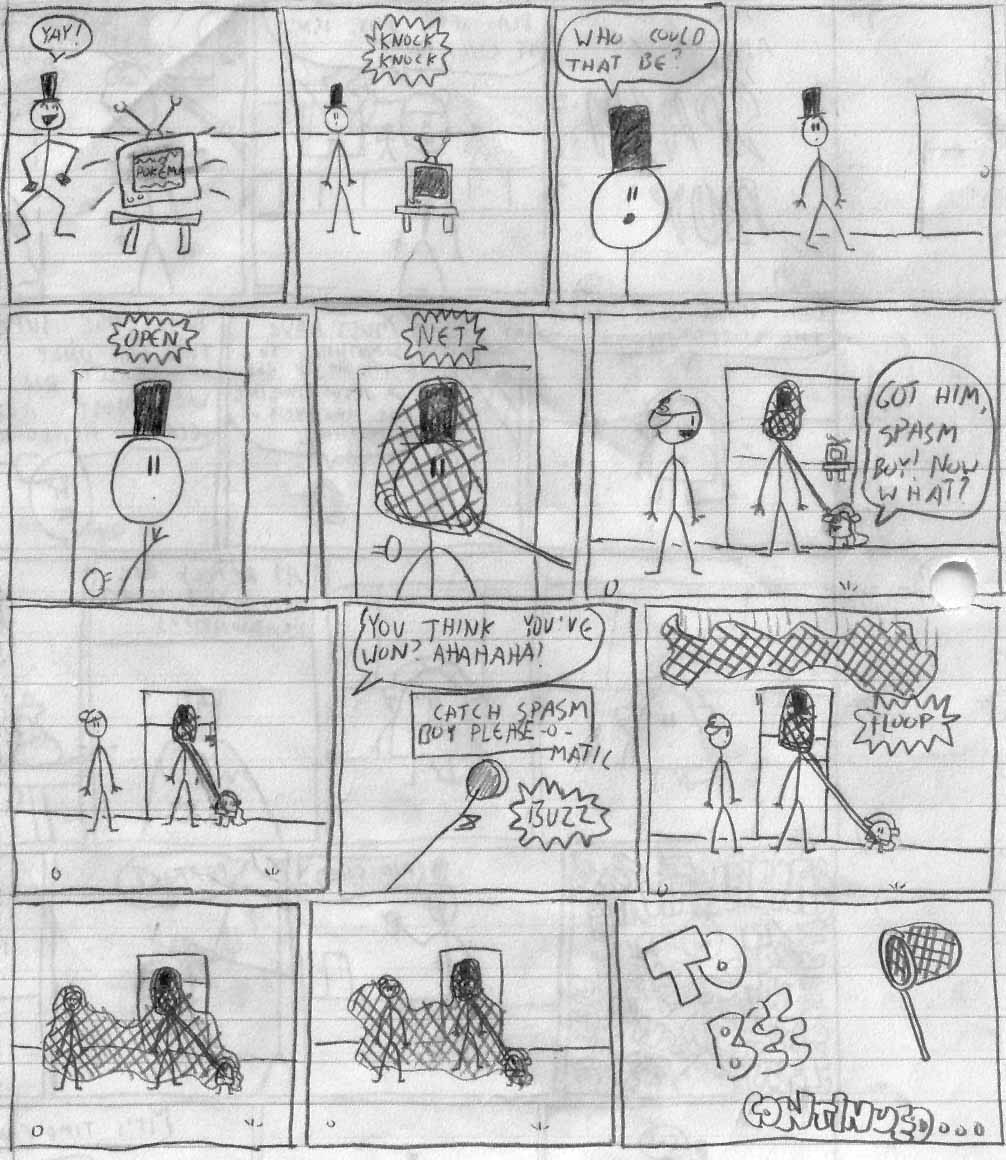 YAY!
POKEM
KNOCK
KNOCK
WHO COULD
THAT BE?
OPEN
NET
GOT HIM,
SPASM
BOY! NOW
WHAT?
YOU THINK YOU'VE
WON? AHAHAHA!
CATCH SPASM
BOY PLEASE-O-
MATIC
BUZZ
FLOOP
TO
BEE
CONTINUED...